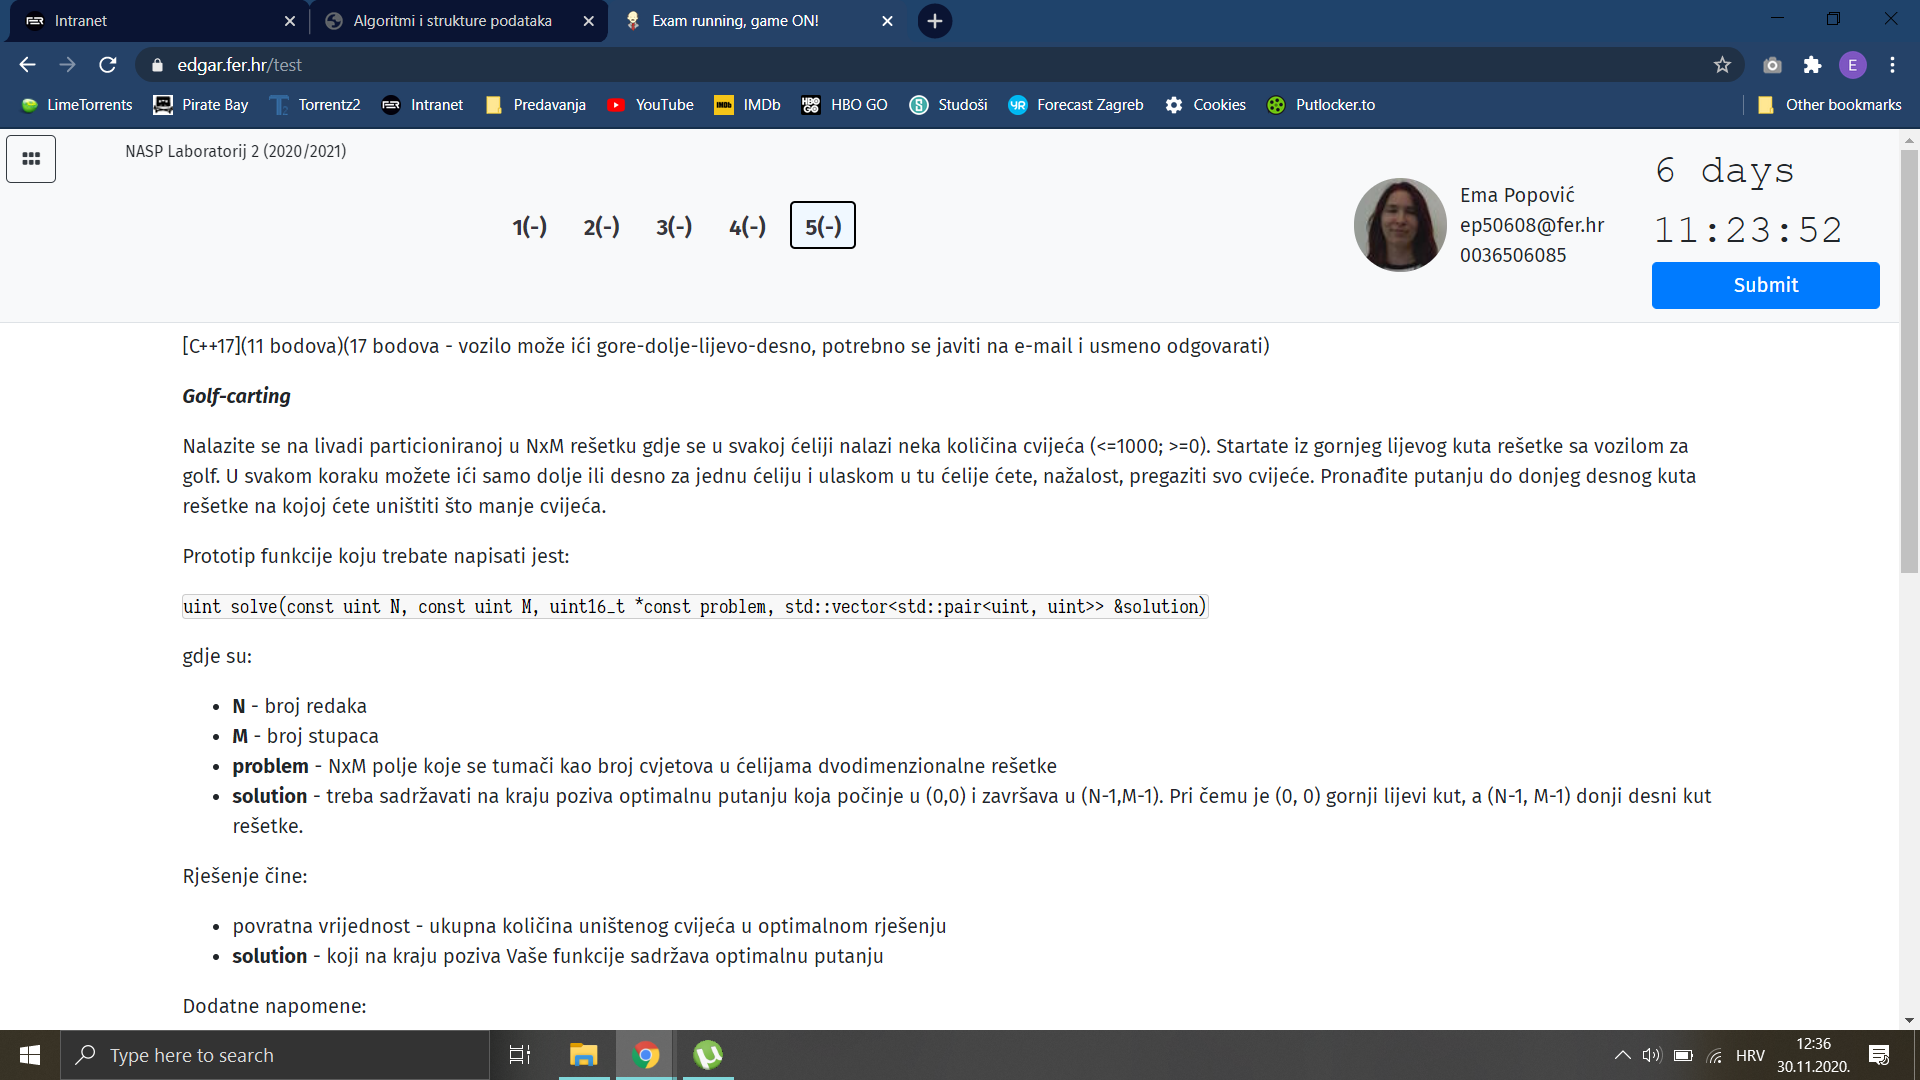 Intranet
Algoritmi i strukture podataka
Exam running, game ON!
edgar.fer.hr/test
E
LimeTorrents
Pirate Bay
Torrentz2
Intranet
Predavanja
YouTube
IMDb
HBO GO
Studoši
Forecast Zagreb
Cookies
Putlocker.to
Other bookmarks
NASP Laboratorij 2 (2020/2021)
1(-) 2(-) 3(-) 4(-) 5(-)
Ema Popović
ep50608@fer.hr
0036506085
6 days
11:23:52
Submit
[C++17](11 bodova)(17 bodova - vozilo može ići gore-dolje-lijevo-desno, potrebno se javiti na e-mail i usmeno odgovarati)
Golf-carting
Nalazite se na livadi particioniranoj u NxM rešetku gdje se u svakoj ćeliji nalazi neka količina cvijeća (<=1000; >=0). Startate iz gornjeg lijevog kuta rešetke sa vozilom za
golf. U svakom koraku možete ići samo dolje ili desno za jednu ćeliju i ulaskom u tu ćelije ćete, nažalost, pregaziti svo cvijeće. Pronađite putanju do donjeg desnog kuta
rešetke na kojoj ćete uništiti što manje cvijeća.
Prototip funkcije koju trebate napisati jest:
uint solve(const uint N, const uint M, uint16_t *const problem, std::vector<std::pair<uint, uint>> &solution)
gdje su:
• N - broj redaka
• M - broj stupaca
• problem - NxM polje koje se tumači kao broj cvjetova u ćelijama dvodimenzionalne rešetke
• solution - treba sadržavati na kraju poziva optimalnu putanju koja počinje u (0,0) i završava u (N-1,M-1). Pri čemu je (0, 0) gornji lijevi kut, a (N-1, M-1) donji desni kut
rešetke.
Rješenje čine:
• povratna vrijednost - ukupna količina uništenog cvijeća u optimalnom rješenju
• solution - koji na kraju poziva Vaše funkcije sadržava optimalnu putanju
Dodatne napomene:
Type here to search
HRV
12:36
30.11.2020.